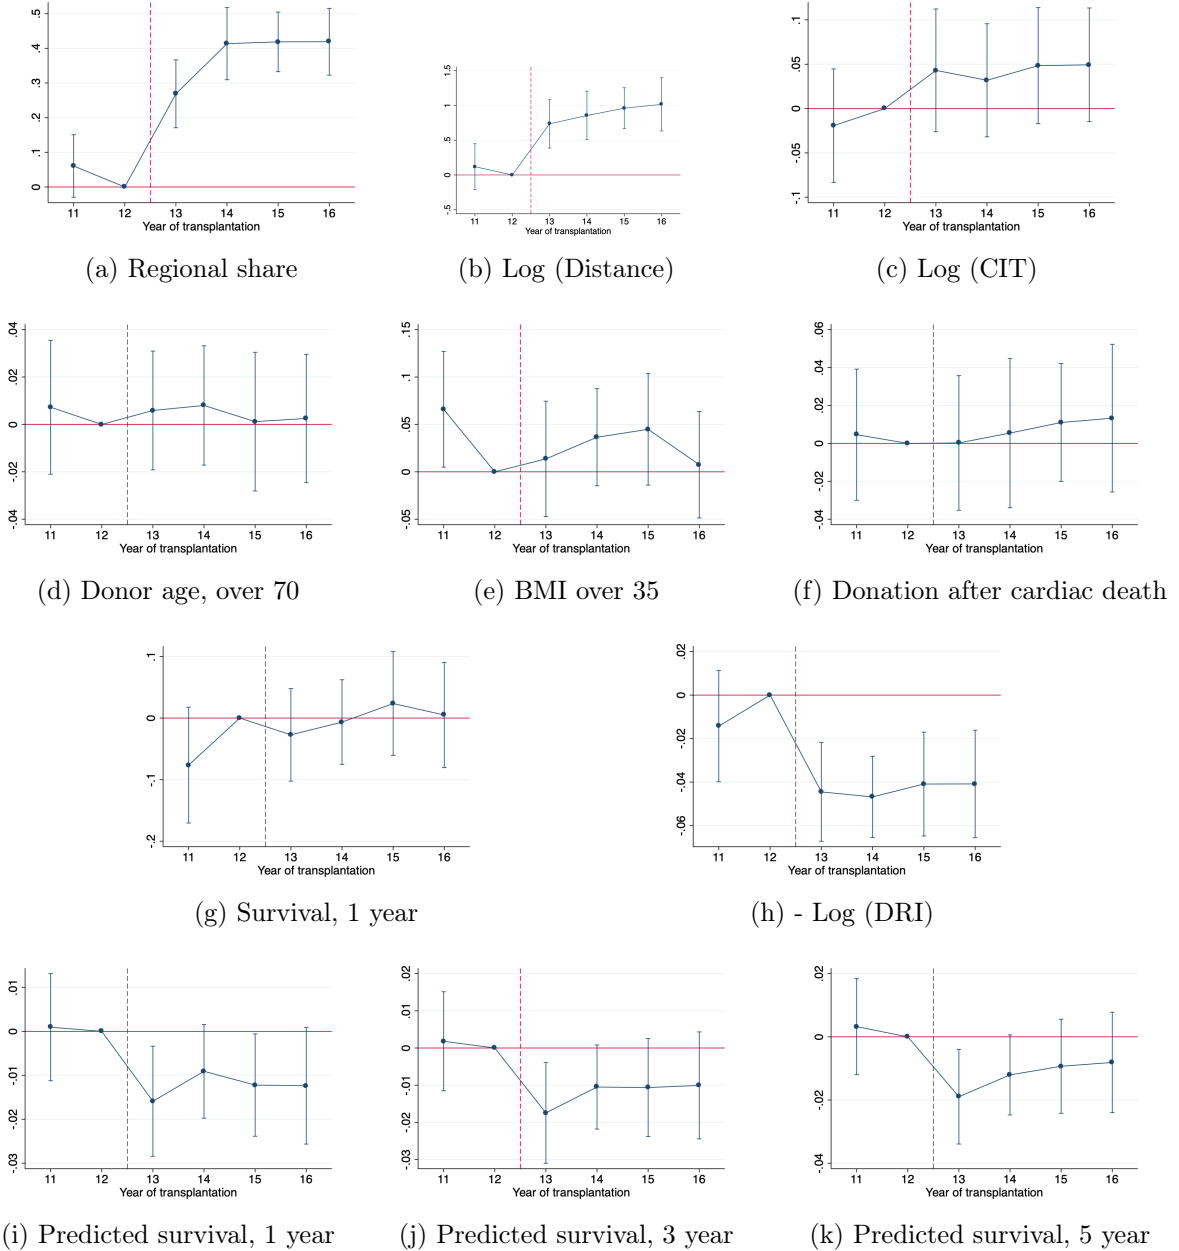 .5
.4
.3
.2
.1
0
11 12 13 14 15 16
Year of transplantation
(a) Regional share
1.5
1
.5
0
-.5
11 12 13 14 15 16
Year of transplantation
(b) Log (Distance)
.1
.05
0
-.05
-.1
11 12 13 14 15 16
Year of transplantation
(c) Log (CIT)
.04
.02
0
-.02
-.04
11 12 13 14 15 16
Year of transplantation
(d) Donor age, over 70
.15
.1
.05
0
-.05
11 12 13 14 15 16
Year of transplantation
(e) BMI over 35
.06
.04
.02
0
-.02
-.04
11 12 13 14 15 16
Year of transplantation
(f) Donation after cardiac death
.1
0
-.1
-.2
11 12 13 14 15 16
Year of transplantation
(g) Survival, 1 year
.02
0
-.02
-.04
-.06
11 12 13 14 15 16
Year of transplantation
(h) - Log (DRI)
.01
0
-.01
-.02
-.03
11 12 13 14 15 16
Year of transplantation
(i) Predicted survival, 1 year
.02
.01
0
-.01
-.02
-.03
11 12 13 14 15 16
Year of transplantation
(j) Predicted survival, 3 year
.02
0
-.02
-.04
11 12 13 14 15 16
Year of transplantation
(k) Predicted survival, 5 year